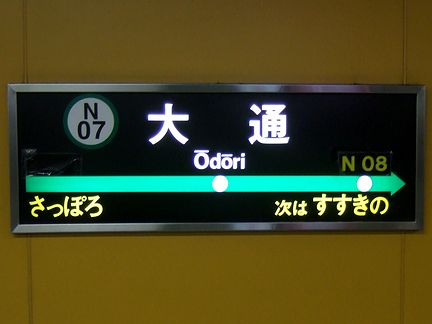 N
07
大通
Ōdōri
N 08
さっぽろ
次は すすきの